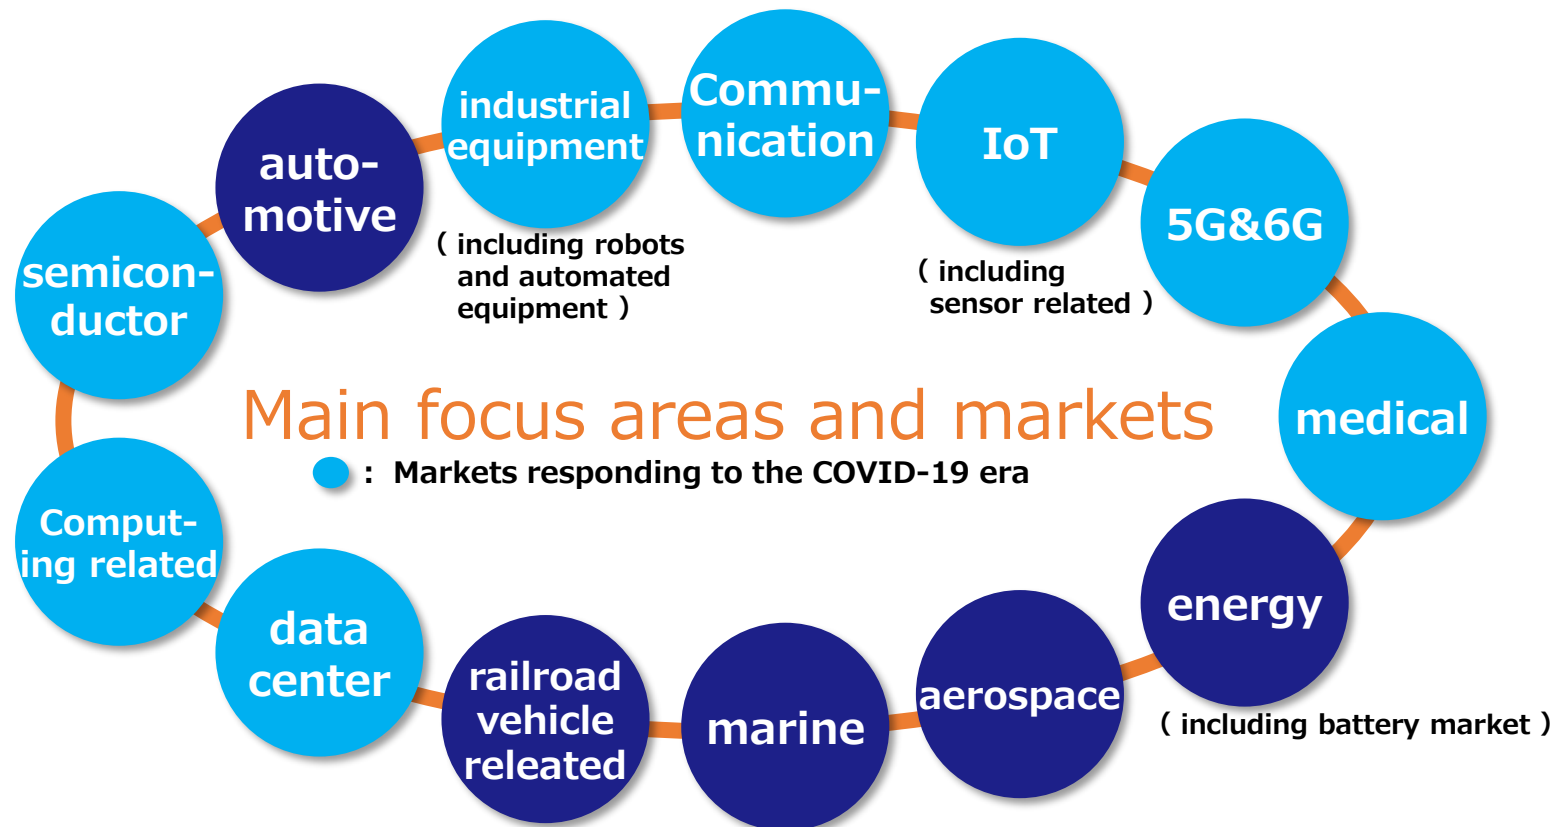 Commu-
nication
industrial
equipment
( including robots
and automated
equipment )
IoT
( including
sensor related )
auto-
motive
5G&6G
semicon-
ductor
Main focus areas and markets
: Markets responding to the COVID-19 era
medical
Comput-
ing related
data
center
railroad
vehicle
releated
marine
aerospace
energy
( including battery market )